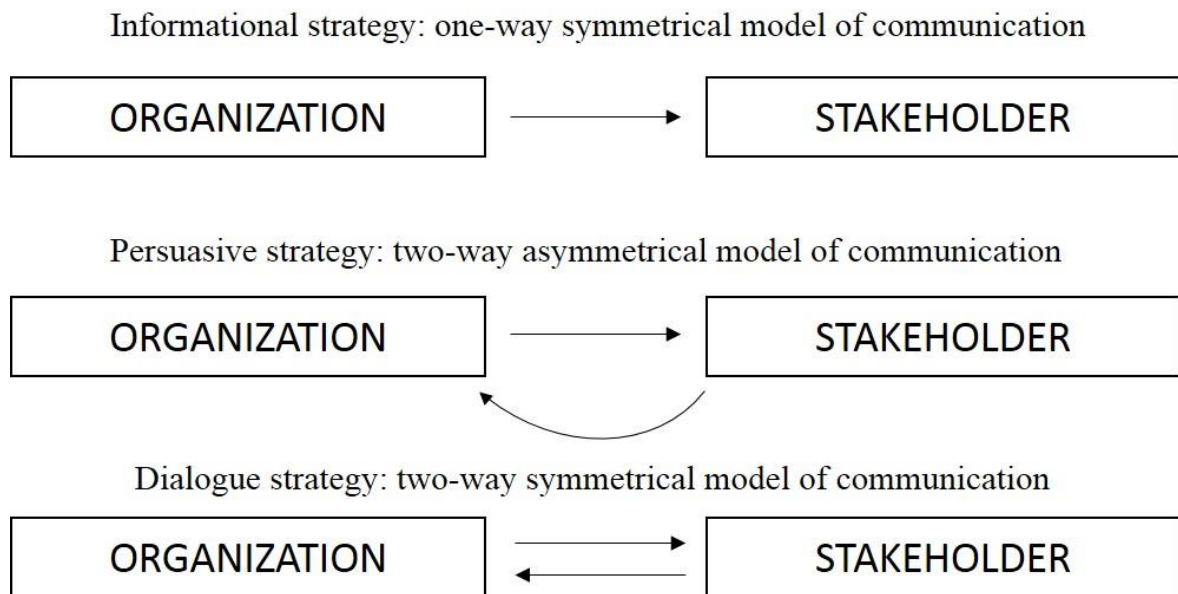 Informational strategy: one-way symmetrical model of communication
ORGANIZATION STAKEHOLDER
Persuasive strategy: two-way asymmetrical model of communication
ORGANIZATION STAKEHOLDER
Dialogue strategy: two-way symmetrical model of communication
ORGANIZATION STAKEHOLDER